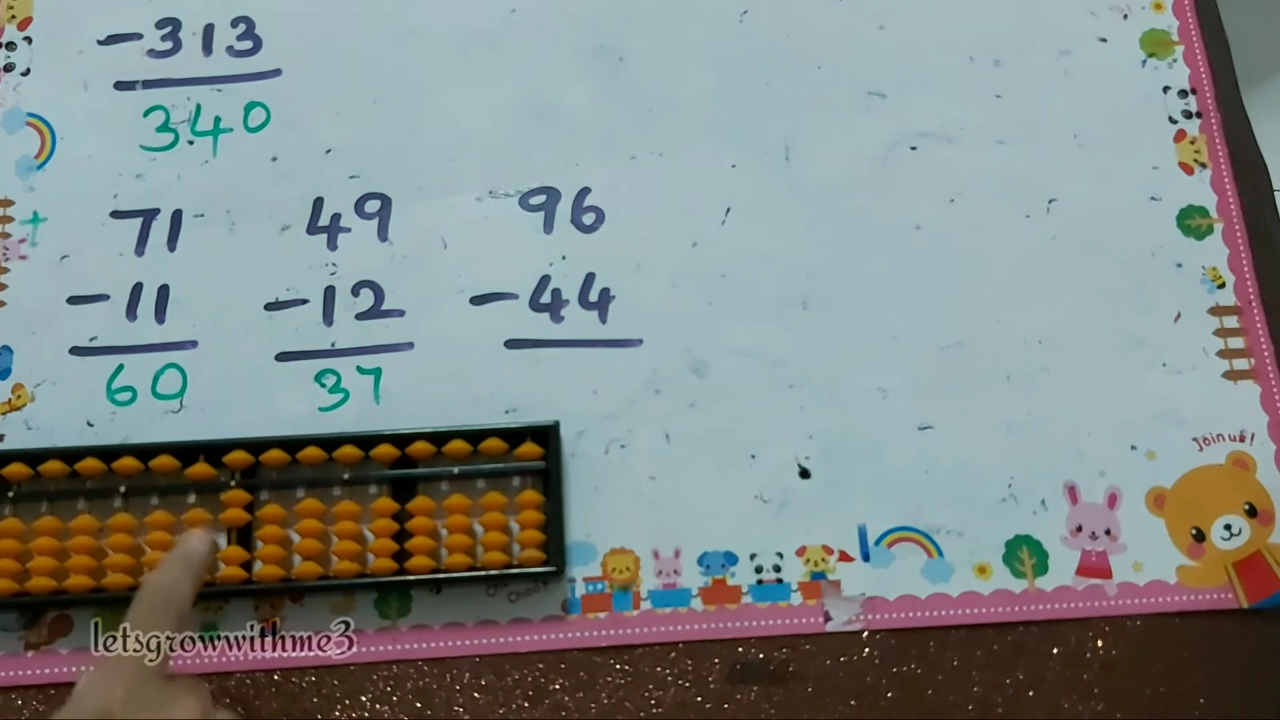 -313
340
+
71 49 96
-11 -12 -44
60 37
Join us!
letsgrowwithme3